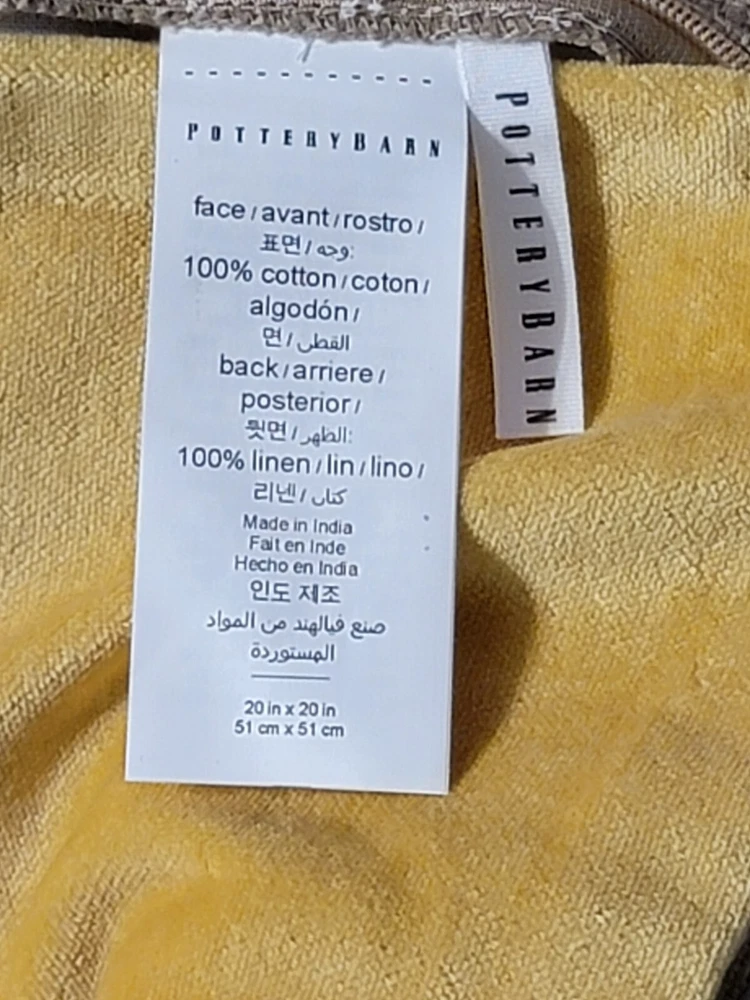 POTTERYBARN
face / avant / rostro /
표면 / وجه:
100% cotton / coton /
algodón /
면 / القطن
back / arriere /
posterior /
뒷면 / الظهر:
100% linen / lin / lino /
리넨 / كتان
Made in India
Fait en Inde
Hecho en India
인도 제조
صنع فيالهند من المواد
المستوردة
20 in x 20 in
51 cm x 51 cm
POTTERYBARN